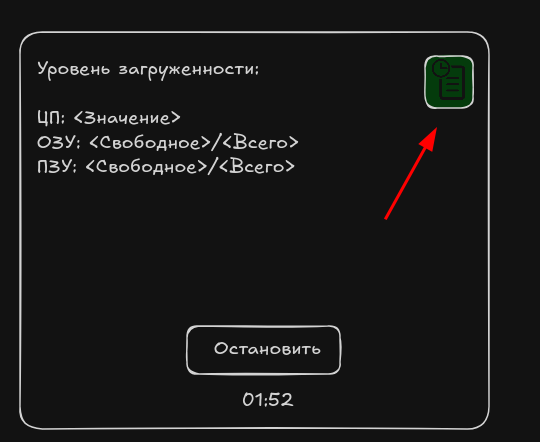 Уровень загруженности:
ЦП: <Значение>
ОЗУ: <Свободное>/<Всего>
ПЗУ: <Свободное>/<Всего>
Остановить
01:52